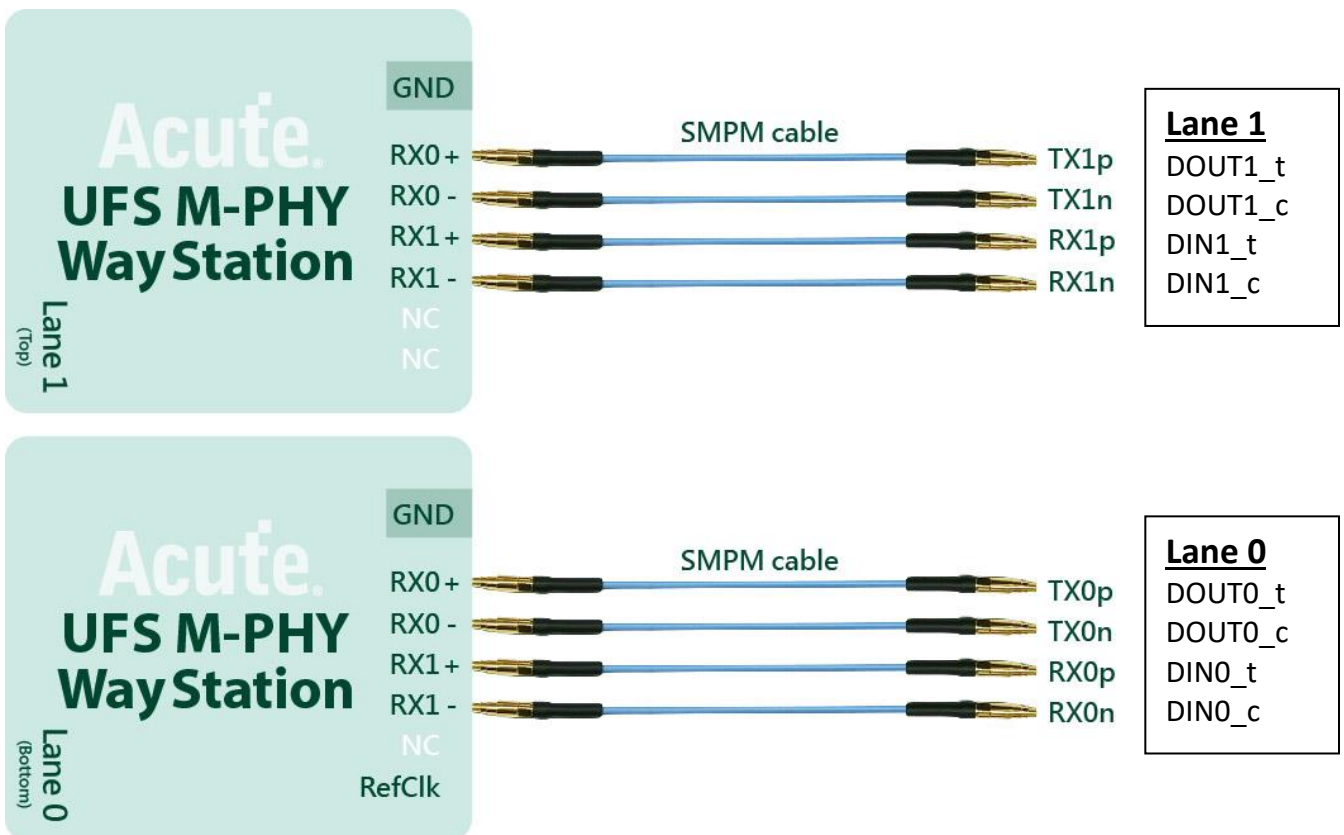 Acute.
UFS M-PHY
Way Station
Lane 1
(Top)
GND
RX0 +
RX0 -
RX1 +
RX1 -
NC
NC
SMPM cable
TX1p
TX1n
RX1p
RX1n
Lane 1
DOUT1_t
DOUT1_c
DIN1_t
DIN1_c
Acute.
UFS M-PHY
Way Station
Lane 0
(Bottom)
GND
RX0 +
RX0 -
RX1 +
RX1 -
NC
RefClk
SMPM cable
TX0p
TX0n
RX0p
RX0n
Lane 0
DOUT0_t
DOUT0_c
DIN0_t
DIN0_c